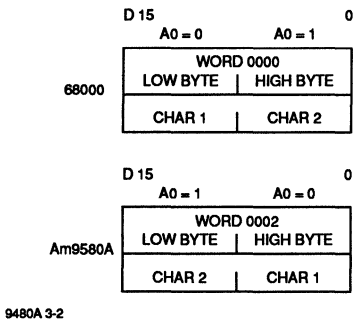 D 15 0
A0 = 0 A0 = 1
WORD 0000
LOW BYTE HIGH BYTE
68000
CHAR 1 CHAR 2
D 15 0
A0 = 1 A0 = 0
WORD 0002
LOW BYTE HIGH BYTE
Am9580A
CHAR 2 CHAR 1
9480A 3-2